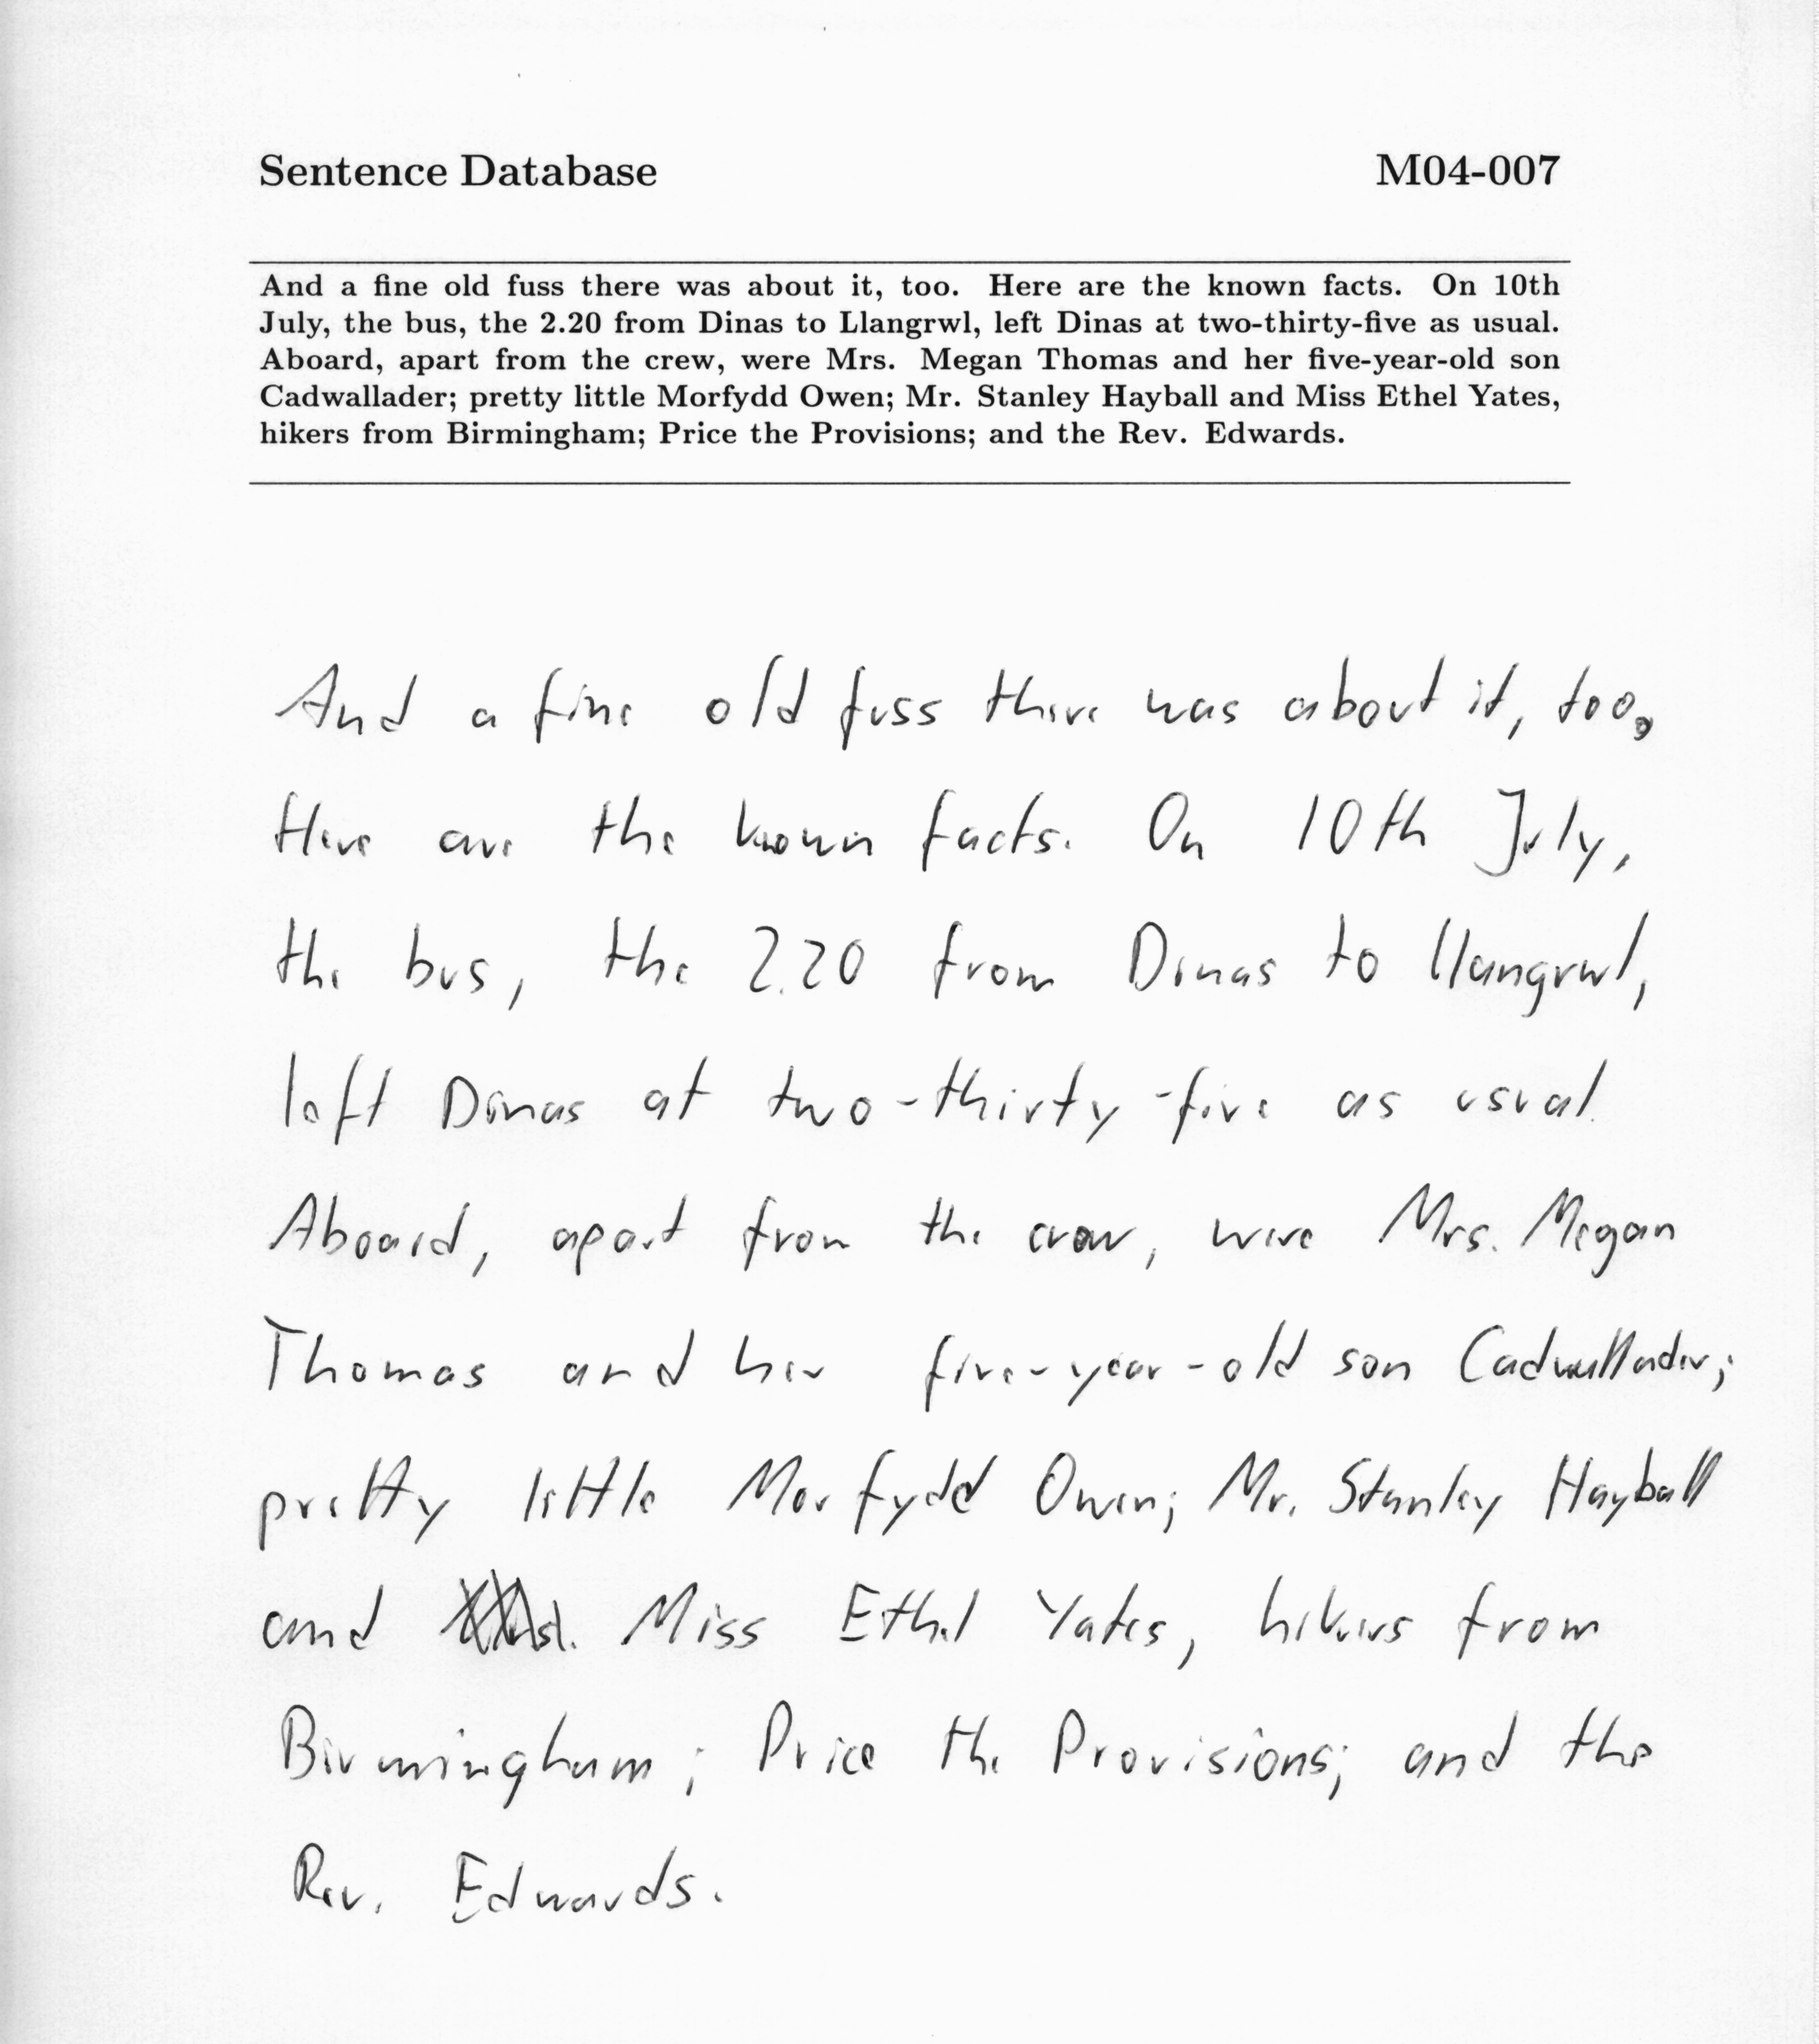 Sentence Database M04-007
And a fine old fuss there was about it, too. Here are the known facts. On 10th
July, the bus, the 2.20 from Dinas to Llangrwl, left Dinas at two-thirty-five as usual.
Aboard, apart from the crew, were Mrs. Megan Thomas and her five-year-old son
Cadwallader; pretty little Morfydd Owen; Mr. Stanley Hayball and Miss Ethel Yates,
hikers from Birmingham; Price the Provisions; and the Rev. Edwards.
And a fine old fuss there was about it, too.
Here are the known facts. On 10th July,
the bus, the 2.20 from Dinas to Llangrwl,
left Dinas at two-thirty-five as usual.
Aboard, apart from the crew, were Mrs. Megan
Thomas and her five-year-old son Cadwallader;
pretty little Morfydd Owen; Mr. Stanley Hayball
and Miss Ethel Yates, hikers from
Birmingham; Price the Provisions; and the
Rev. Edwards.